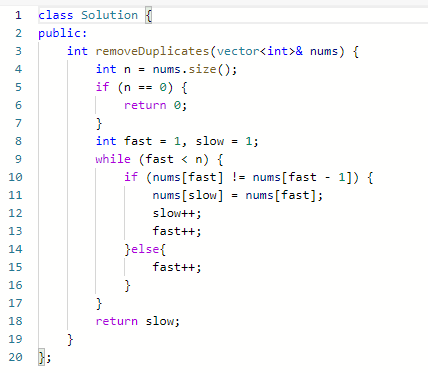 1 class Solution {
2 public:
3     int removeDuplicates(vector<int>& nums) {
4         int n = nums.size();
5         if (n == 0) {
6             return 0;
7         }
8         int fast = 1, slow = 1;
9         while (fast < n) {
10             if (nums[fast] != nums[fast - 1]) {
11                 nums[slow] = nums[fast];
12                 slow++;
13                 fast++;
14             }else{
15                 fast++;
16             }
17         }
18         return slow;
19     }
20 };